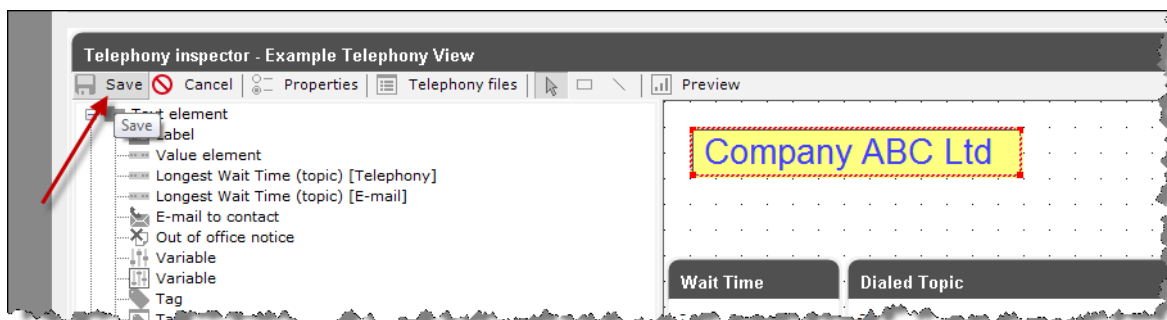 Telephony inspector - Example Telephony View
Save Cancel Properties Telephony files Preview
Text element
Save
Label
Value element
Longest Wait Time (topic) [Telephony]
Longest Wait Time (topic) [E-mail]
E-mail to contact
Out of office notice
Variable
Variable
Tag
Company ABC Ltd
Wait Time
Dialed Topic